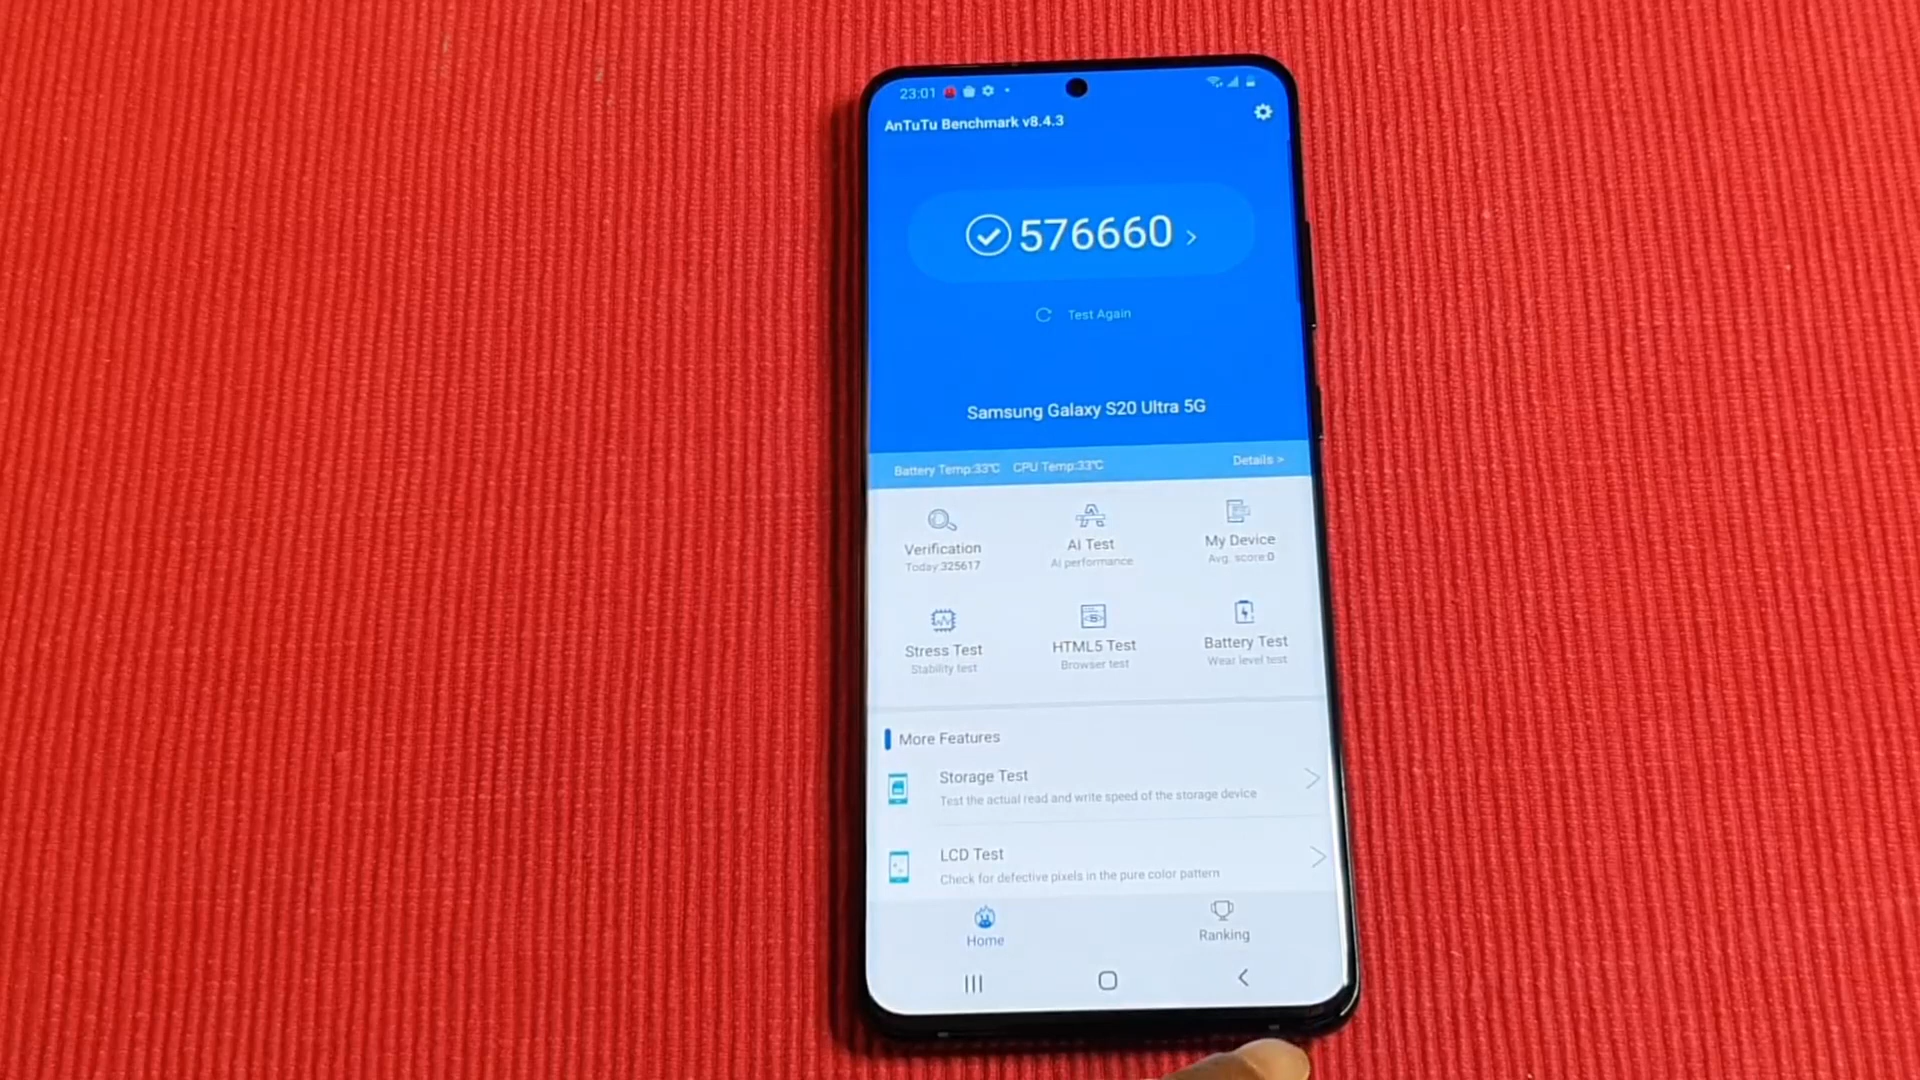 23:01
AnTuTu Benchmark v8.4.3
576660 >
Test Again
Samsung Galaxy S20 Ultra 5G
Battery Temp:33℃ CPU Temp:33℃ Details >
Verification
Today:325617
AI Test
AI performance
My Device
Avg. score:0
Stress Test
Stability test
HTML5 Test
Browser test
Battery Test
Wear level test
More Features
Storage Test
Test the actual read and write speed of the storage device
LCD Test
Check for defective pixels in the pure color pattern
Home
Ranking